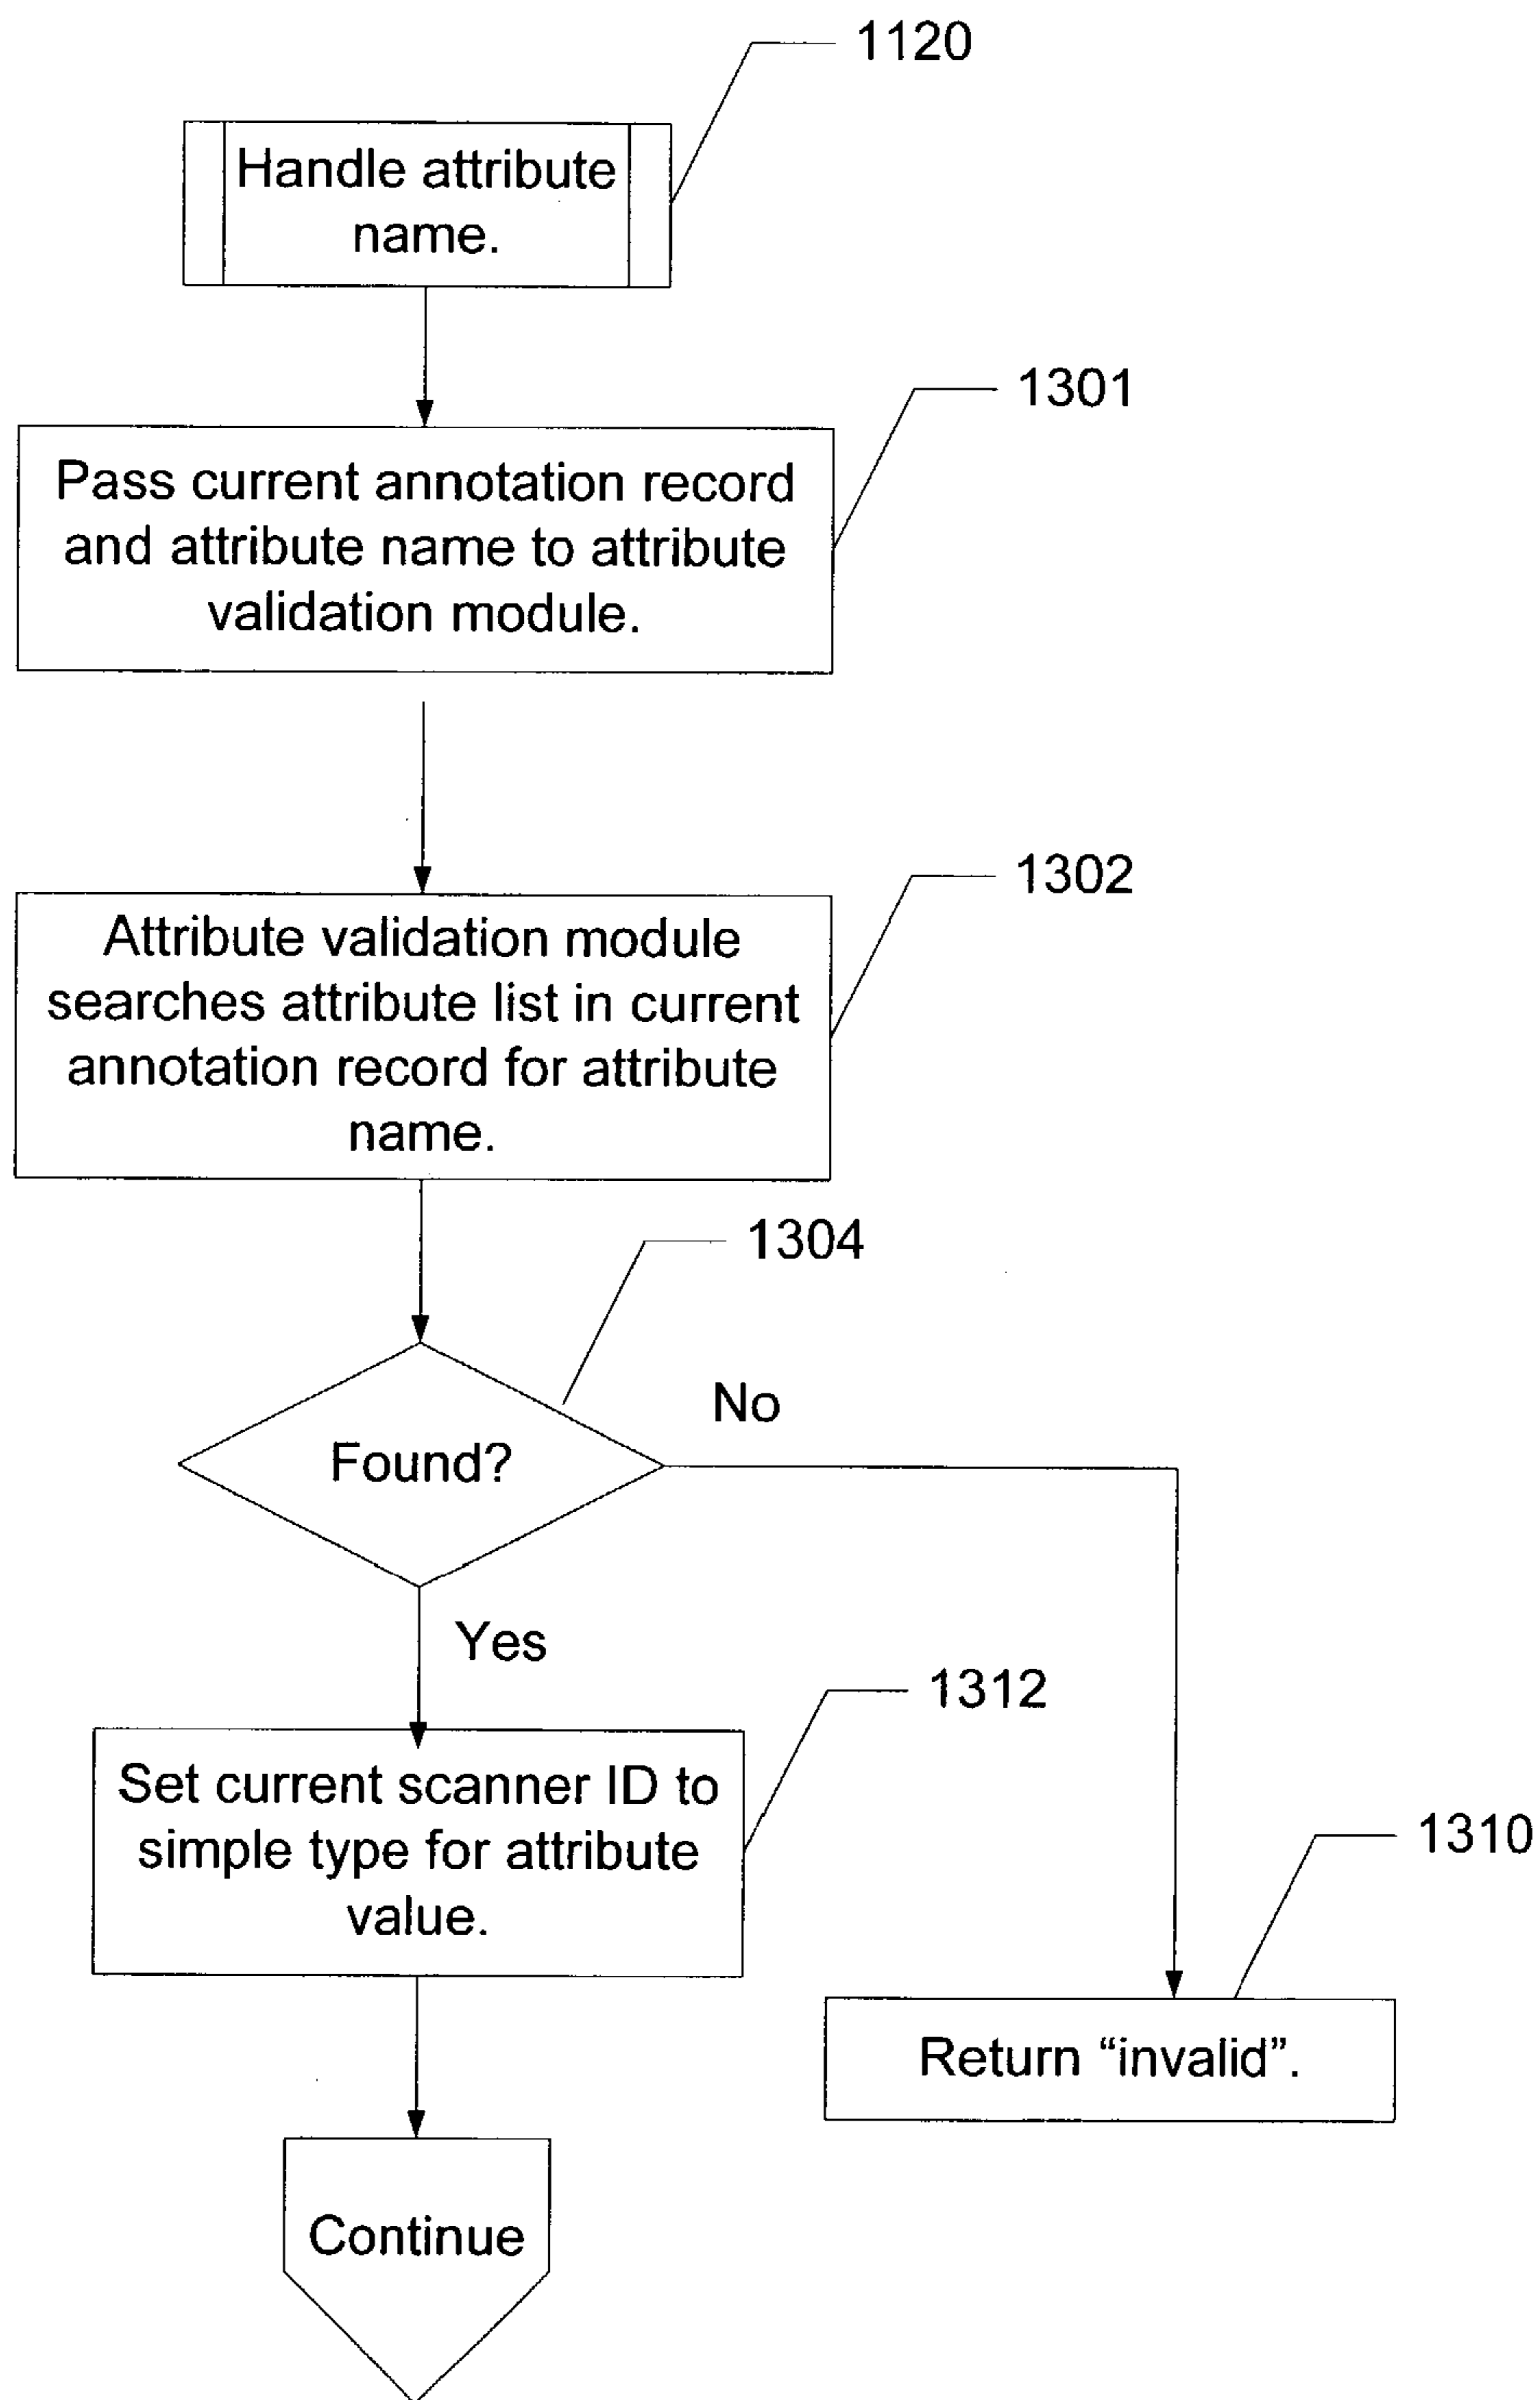 1120
Handle attribute
name.
1301
Pass current annotation record
and attribute name to attribute
validation module.
1302
Attribute validation module
searches attribute list in current
annotation record for attribute
name.
1304
Found?
No
Yes
1312
Set current scanner ID to
simple type for attribute
value.
1310
Return “invalid”.
Continue